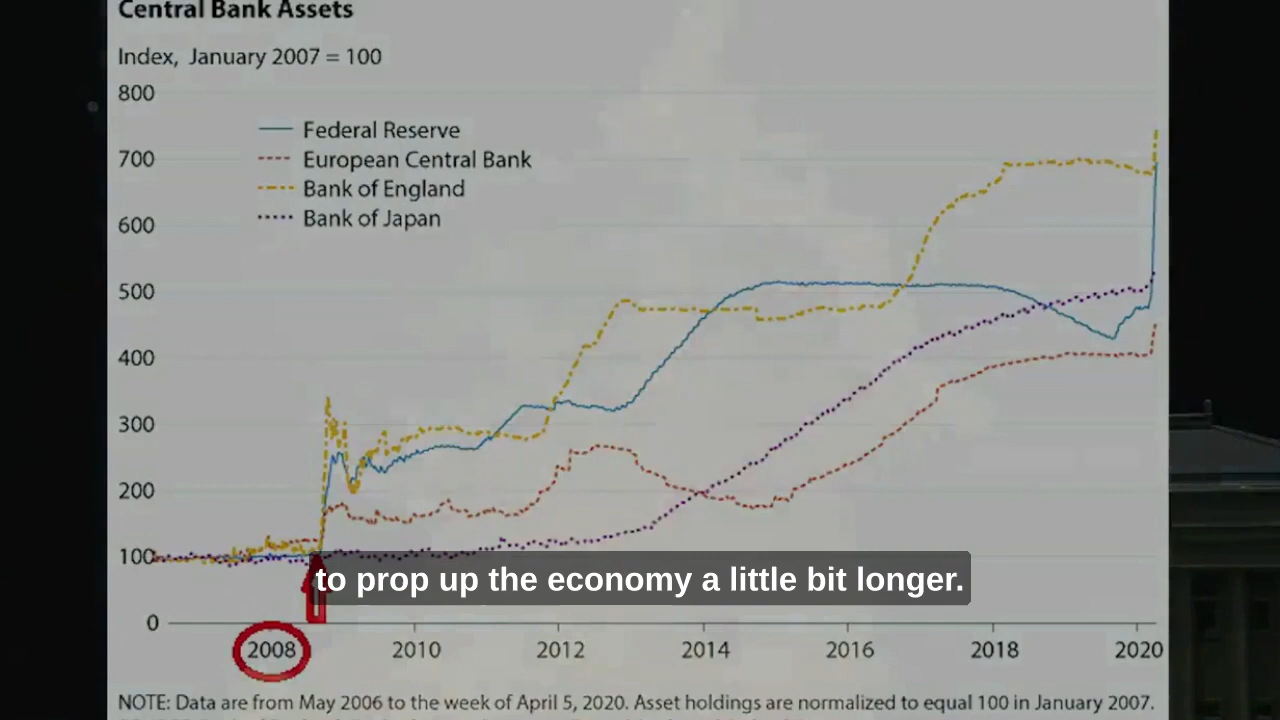 Central Bank Assets
Index, January 2007 = 100
800
Federal Reserve
700
European Central Bank
Bank of England
600
Bank of Japan
500
400
300
200
100
to prop up the economy a little bit longer.
0
2008 2010 2012 2014 2016 2018 2020
NOTE: Data are from May 2006 to the week of April 5, 2020. Asset holdings are normalized to equal 100 in January 2007.